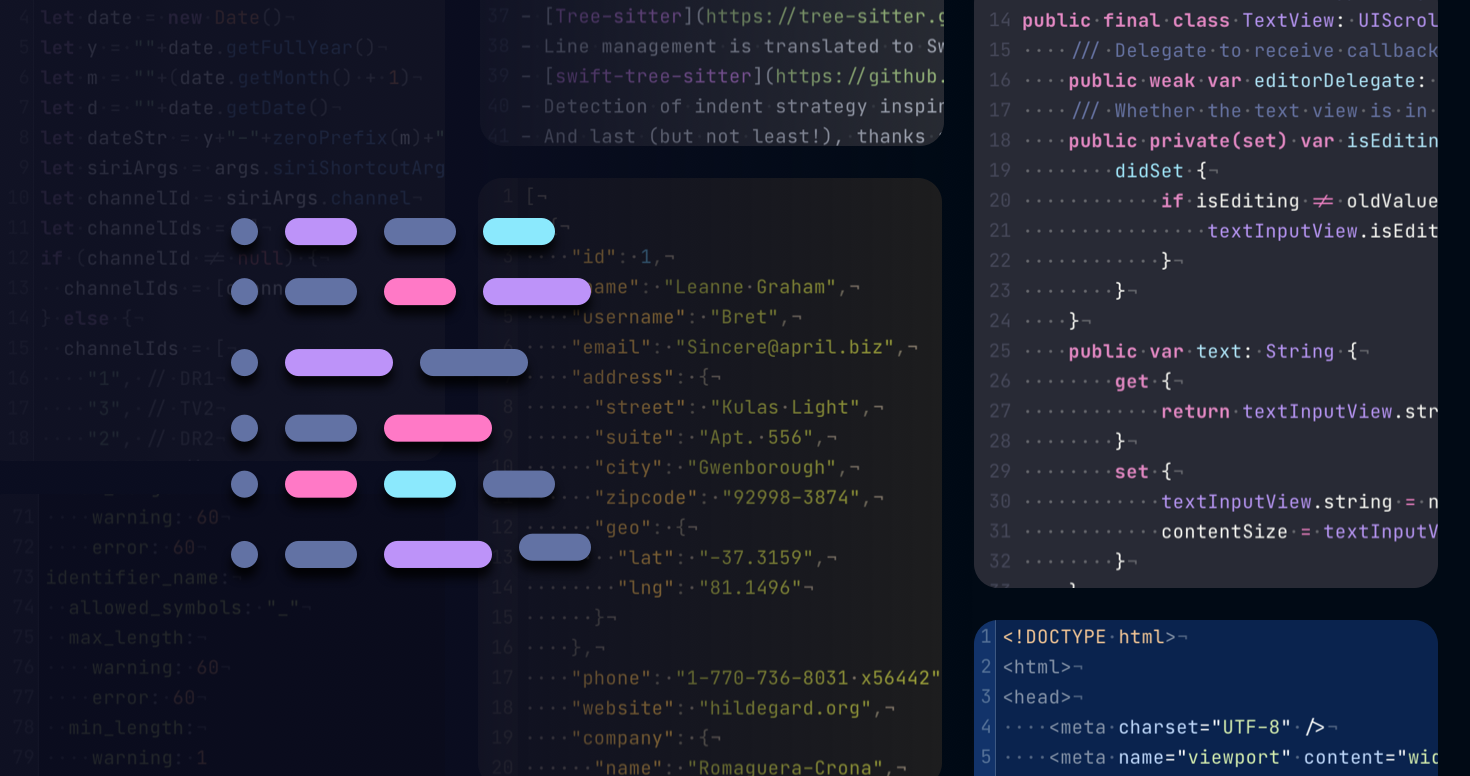 4 let date = new Date()¬
5 let y = ""+date.getFullYear()¬
6 let m = ""+(date.getMonth() + 1)¬
7 let d = ""+date.getDate()¬
8 let dateStr = y+"-"+zeroPrefix(m)+"
9 let siriArgs = args.siriShortcutArg
10 let channelId = siriArgs.channel¬
11 let channelIds =
12 if (channelId ≠ null) {¬
13 channelIds = [
14 } else {¬
15 channelIds = [
16 "1", // DR1¬
17 "3", // TV2¬
18 "2", // DR2¬
71 warning: 60¬
72 error: 60¬
73 identifier_name:¬
74 allowed_symbols: "_"¬
75 max_length:¬
76 warning: 60¬
77 error: 60¬
78 min_length:¬
79 warning: 1
37 - [Tree-sitter](https://tree-sitter.g
38 - Line management is translated to Sw
39 - [swift-tree-sitter](https://github.
40 - Detection of indent strategy inspir
41 - And last (but not least!), thanks
1 [¬
3 ····"id":·1,¬
ame":·"Leanne·Graham",¬
5 "username":·"Bret",¬
"email":·"Sincere@april.biz",¬
"address":·{¬
8 ······"street":·"Kulas·Light",¬
9 ······"suite":·"Apt.·556",¬
10 ······"city":·"Gwenborough",¬
"zipcode":·"92998-3874",¬
12 ······"geo":·{¬
13 "lat":·"-37.3159",¬
14 ········"lng":·"81.1496"¬
15 ······}¬
16 ····},¬
17 ····"phone":·"1-770-736-8031·x56442"
18 ····"website":·"hildegard.org",¬
19 ····"company":·{¬
20 ······"name":·"Romaguera-Crona",¬
14 public·final·class·TextView:·UIScrol
15 ····///·Delegate·to·receive·callback
16 ····public·weak·var·editorDelegate:·
17 ····///·Whether·the·text·view·is·in·
18 ····public·private(set)·var·isEditin
19 ········didSet·{¬
20 ············if·isEditing·≠·oldValue
21 ················textInputView.isEdit
22 ············}¬
23 ········}¬
24 ····}¬
25 ····public·var·text:·String·{¬
26 ········get·{¬
27 ············return·textInputView.str
28 ········}¬
29 ········set·{¬
30 ············textInputView.string·=·n
31 ············contentSize·=·textInputV
32 ········}¬
1 <!DOCTYPE·html>¬
2 <html>¬
3 <head>¬
4 ····<meta·charset="UTF-8"·/>¬
5 ····<meta·name="viewport"·content="wid